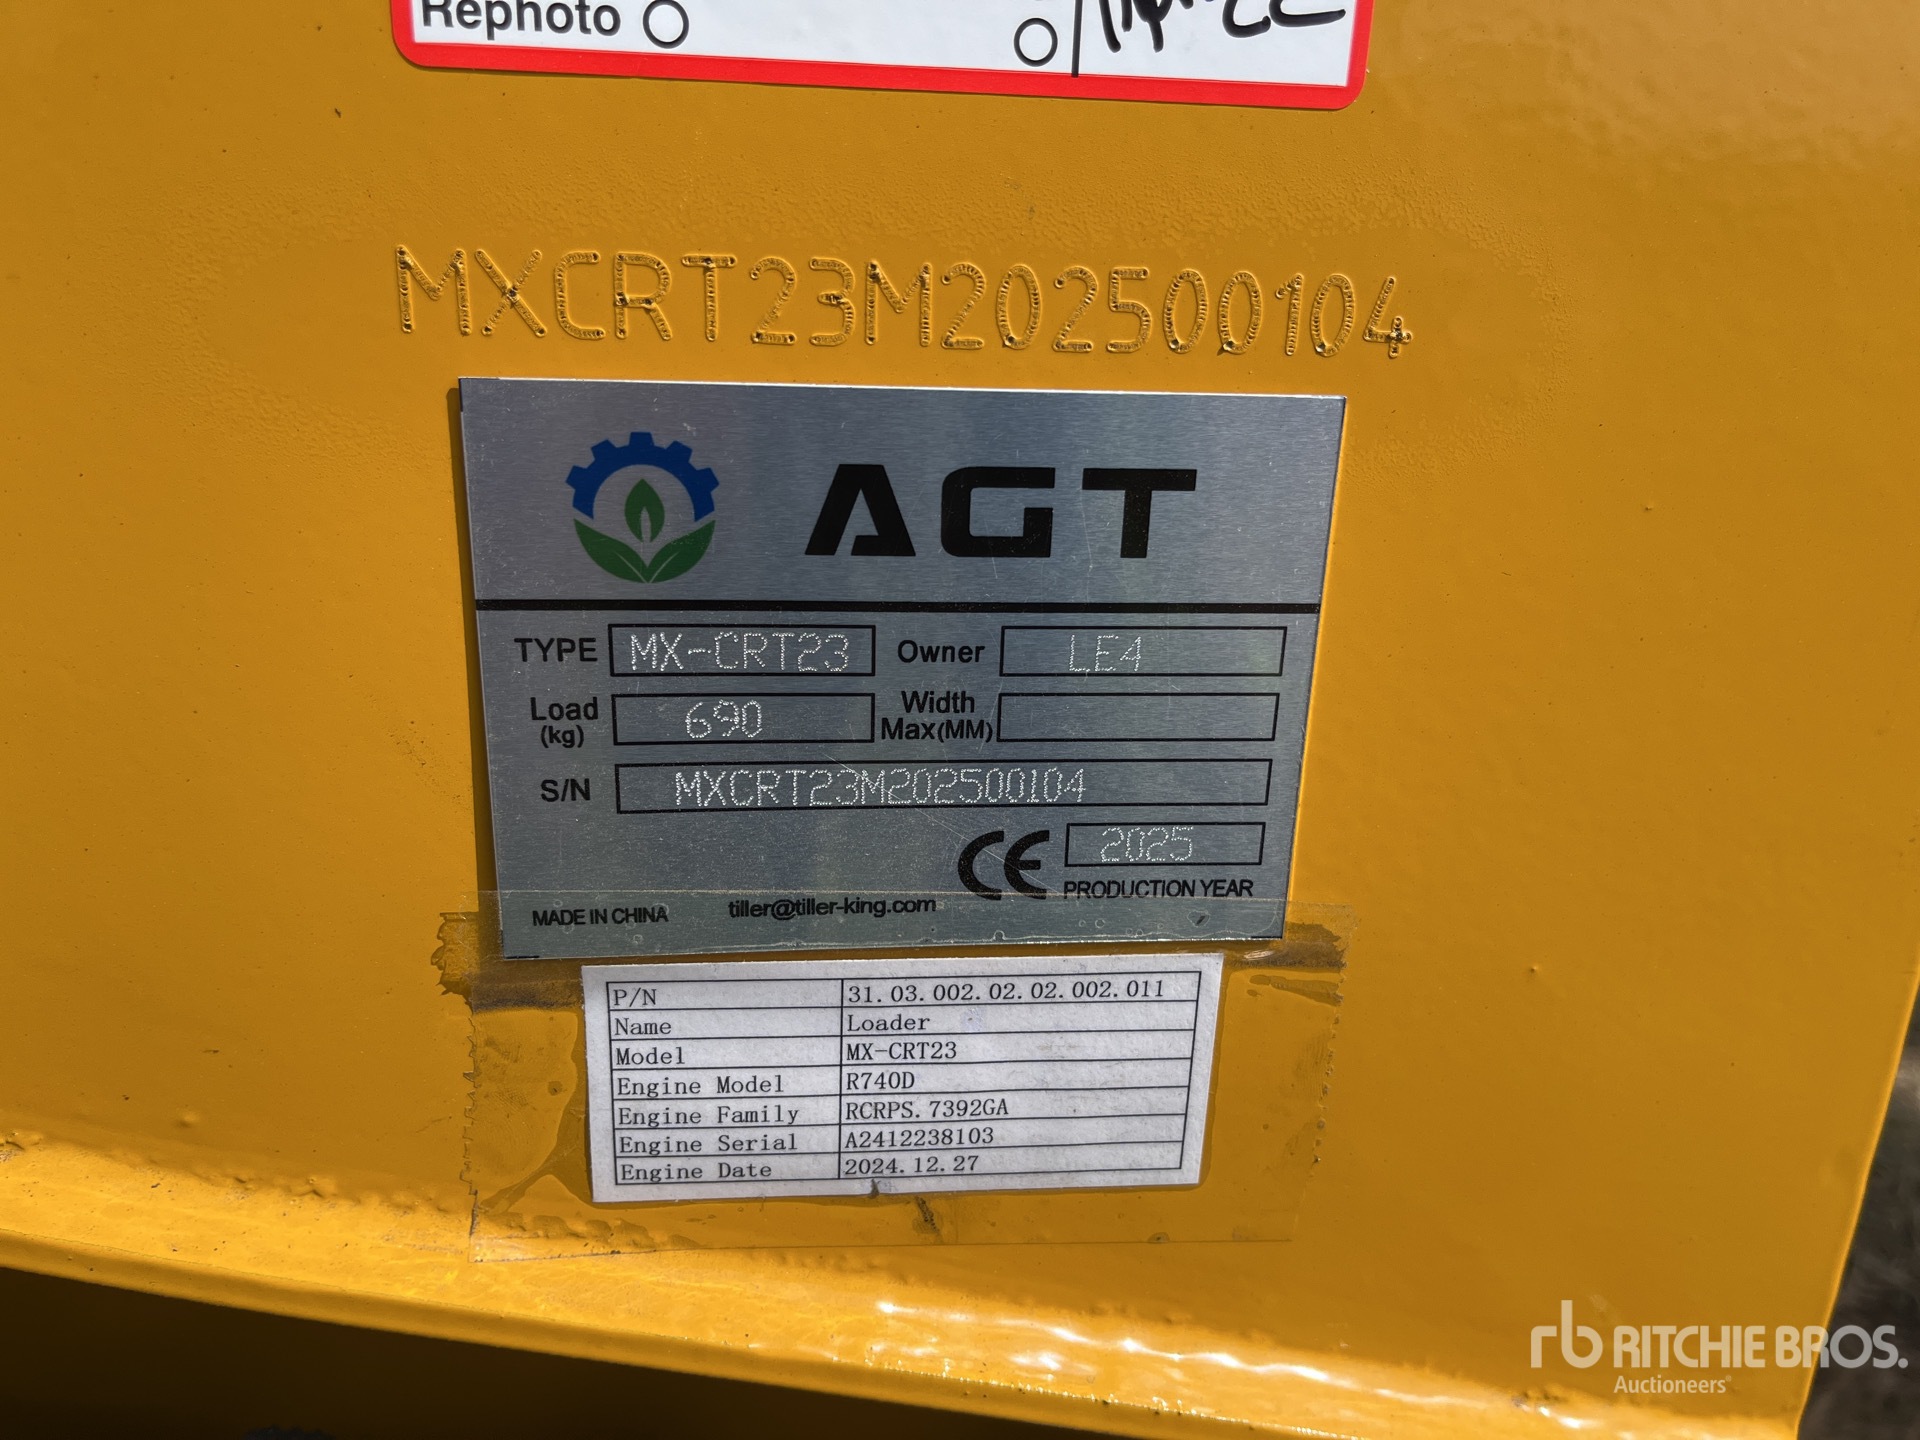 Rephoto
MXCRT23M202500104
AGT
TYPE MX-CRT23 Owner LE4
Load (kg) 690 Width Max(MM)
S/N MXCRT23M202500104
CE 2025
PRODUCTION YEAR
MADE IN CHINA tiller@tiller-king.com
P/N 31.03.002.02.02.002.011
Name Loader
Model MX-CRT23
Engine Model R740D
Engine Family RCRPS.7392GA
Engine Serial A2412238103
Engine Date 2024.12.27
rb RITCHIE BROS.
Auctioneers